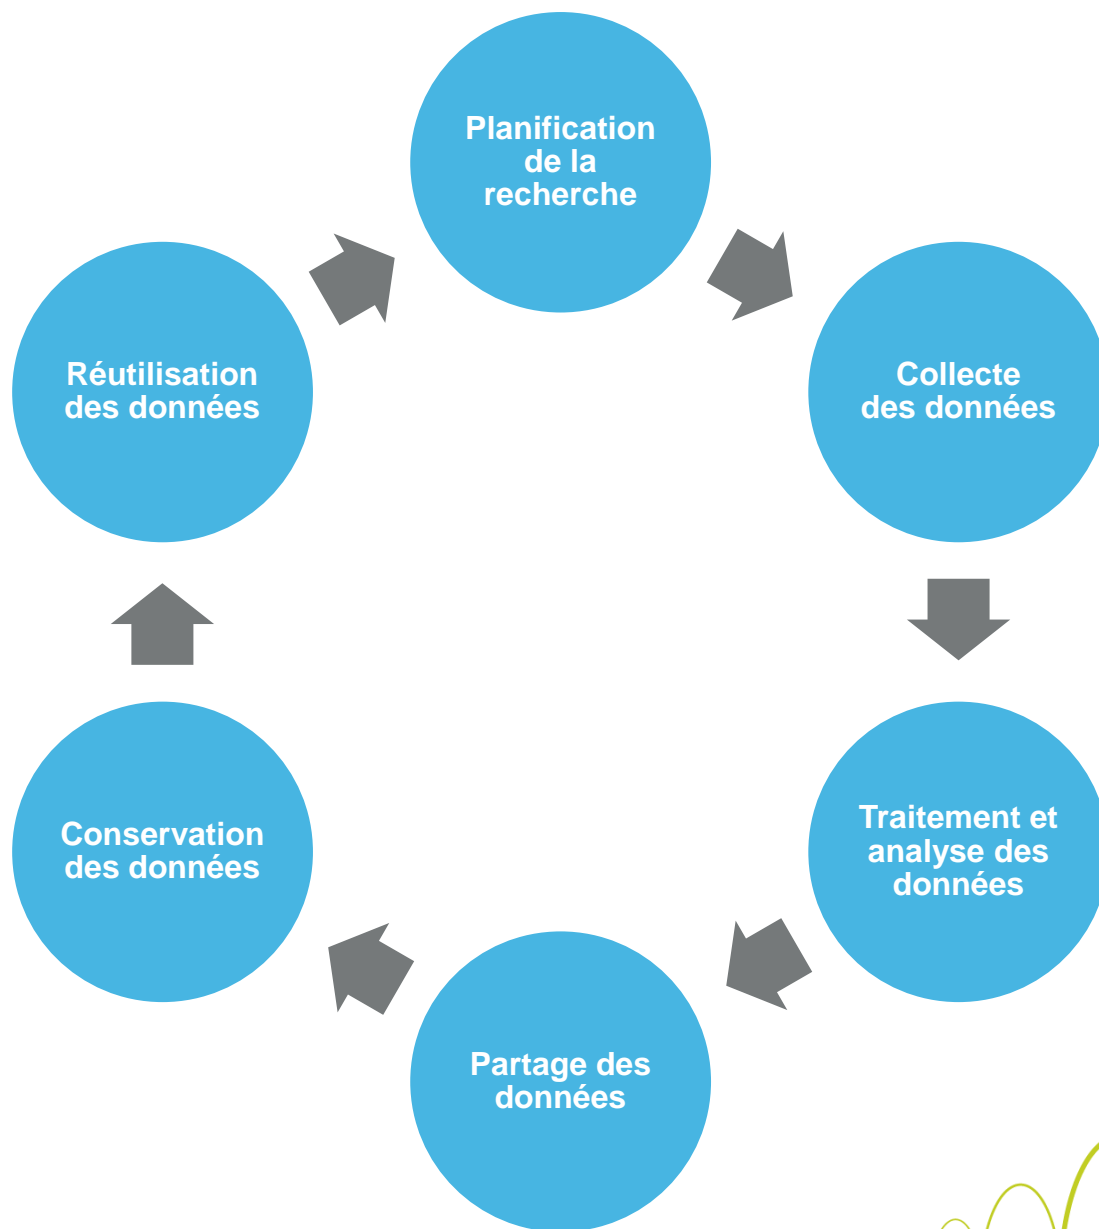 Planification
de la
recherche
Collecte
des données
Traitement et
analyse des
données
Partage des
données
Conservation
des données
Réutilisation
des données